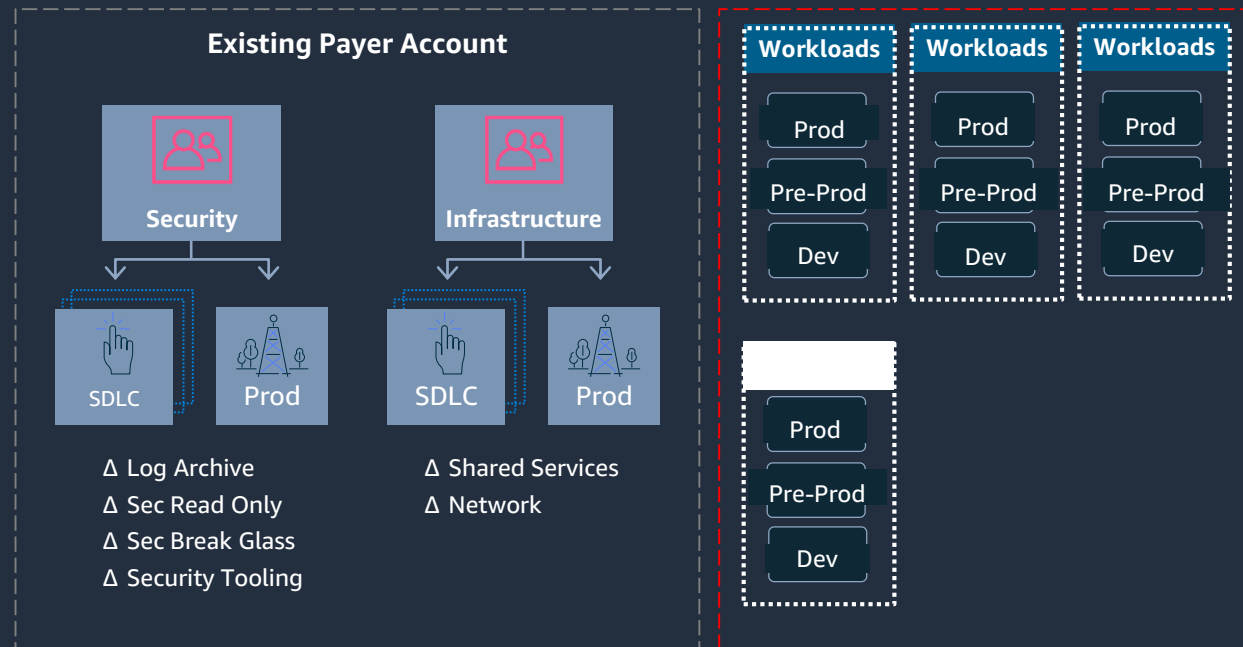 Existing Payer Account
Security
Infrastructure
SDLC
Prod
SDLC
Prod
Δ Log Archive
Δ Sec Read Only
Δ Sec Break Glass
Δ Security Tooling
Δ Shared Services
Δ Network
Workloads
Prod
Pre-Prod
Dev
Workloads
Prod
Pre-Prod
Dev
Workloads
Prod
Pre-Prod
Dev
Prod
Pre-Prod
Dev